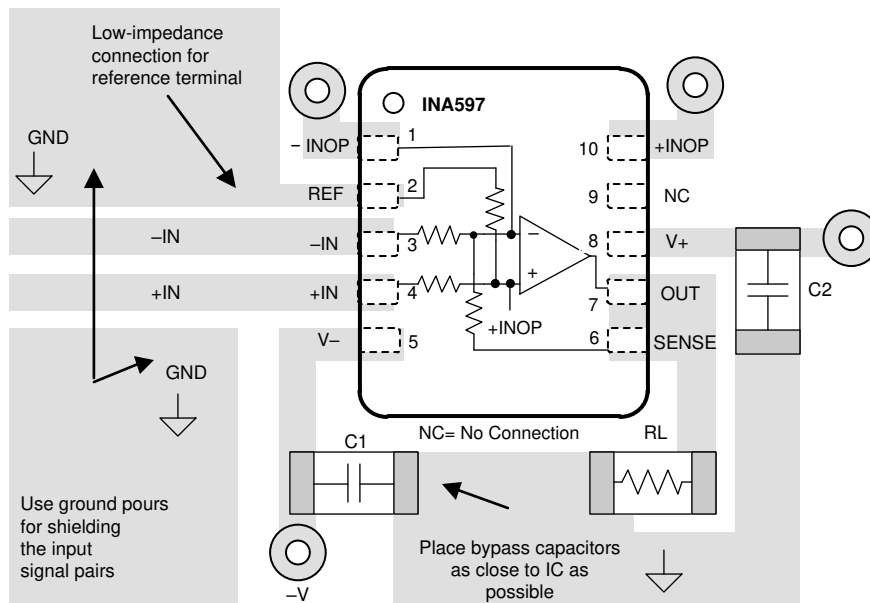 Low-impedance
connection for
reference terminal
INA597
GND
– INOP
1
10
+INOP
REF
2
9
NC
–IN
–IN
3
8
V+
+IN
+IN
4
7
OUT
C2
+INOP
V–
5
6
SENSE
–
+
GND
NC= No Connection
C1
RL
Use ground pours
for shielding
the input
signal pairs
Place bypass capacitors
as close to IC as
possible
–V